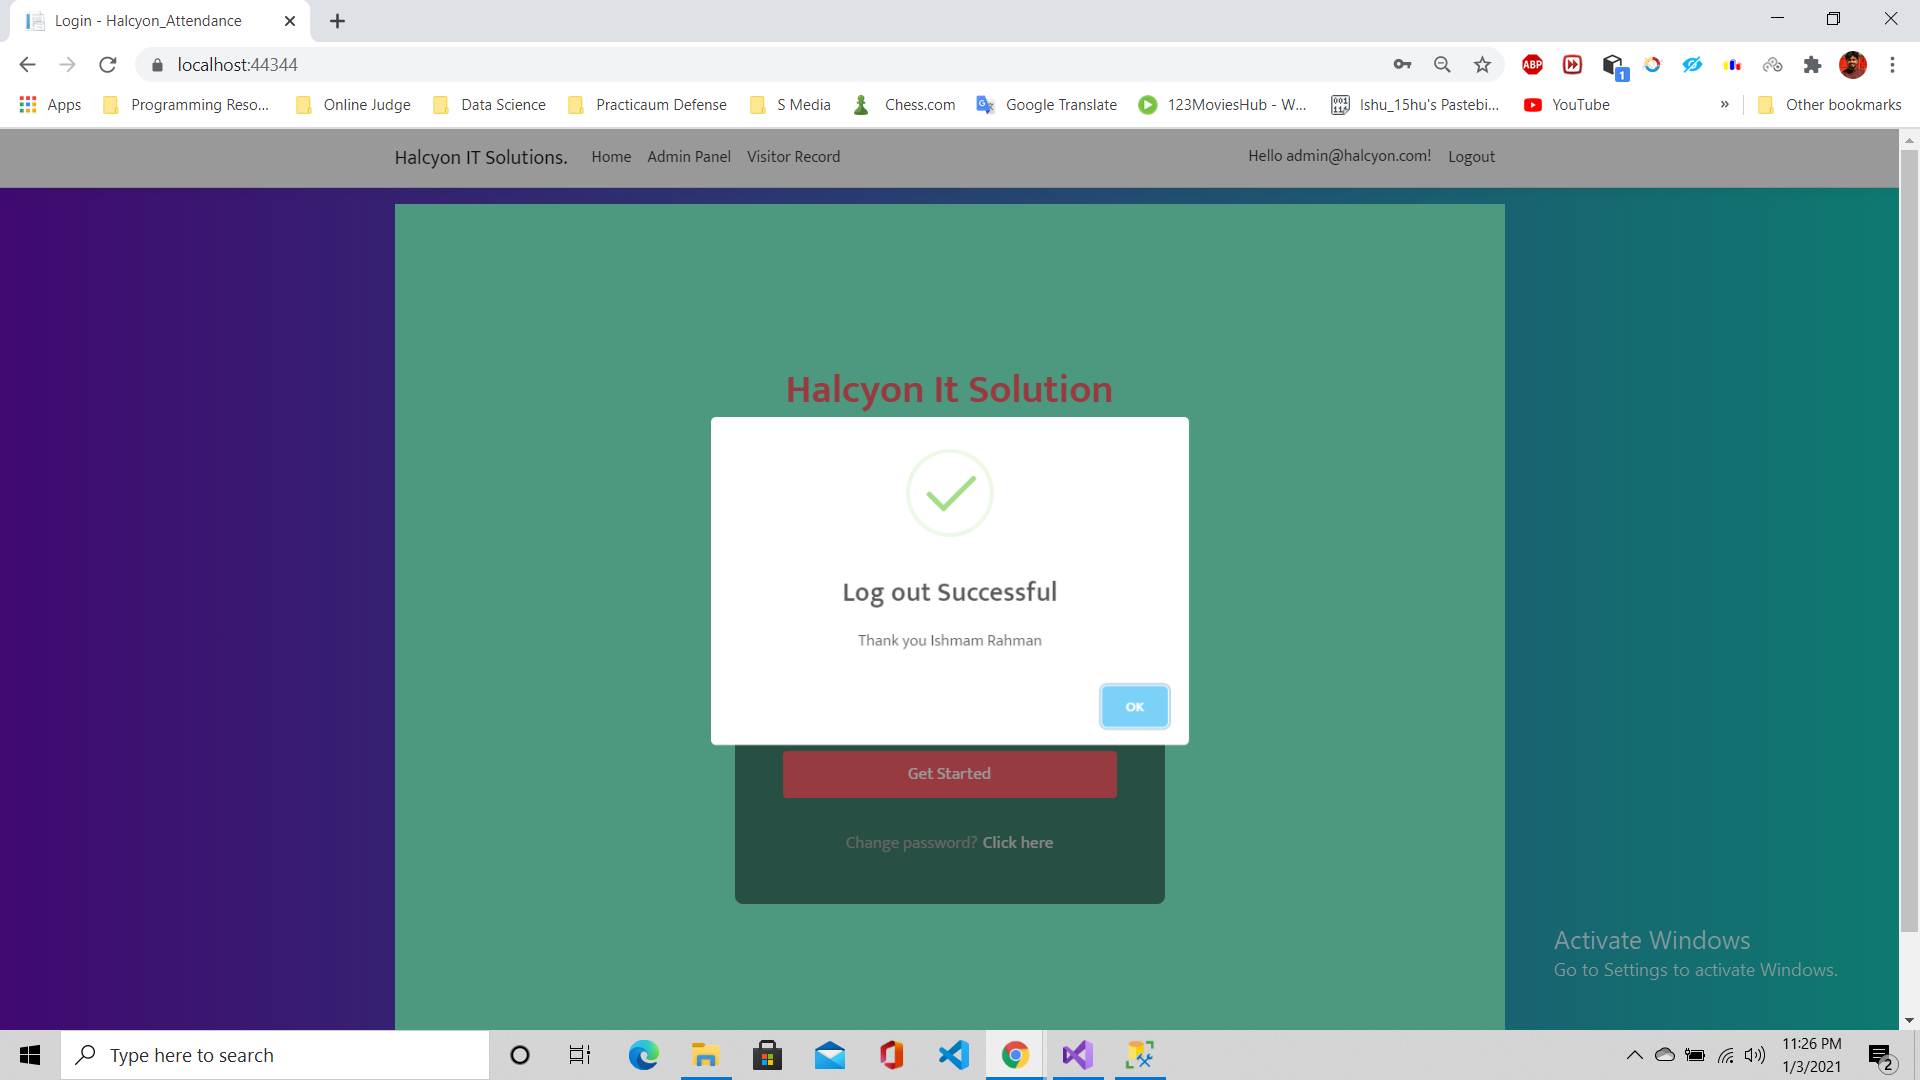 Login - Halcyon_Attendance
localhost:44344
ABP
1
Apps
Programming Reso...
Online Judge
Data Science
Practicaum Defense
S Media
Chess.com
Google Translate
123MoviesHub - W...
Ishu_15hu's Pastebi...
YouTube
»
Other bookmarks
Halcyon IT Solutions.
Home
Admin Panel
Visitor Record
Hello admin@halcyon.com!
Logout
Halcyon It Solution
Log out Successful
Thank you Ishmam Rahman
OK
Get Started
Change password? Click here
Activate Windows
Go to Settings to activate Windows.
Type here to search
11:26 PM
1/3/2021
2